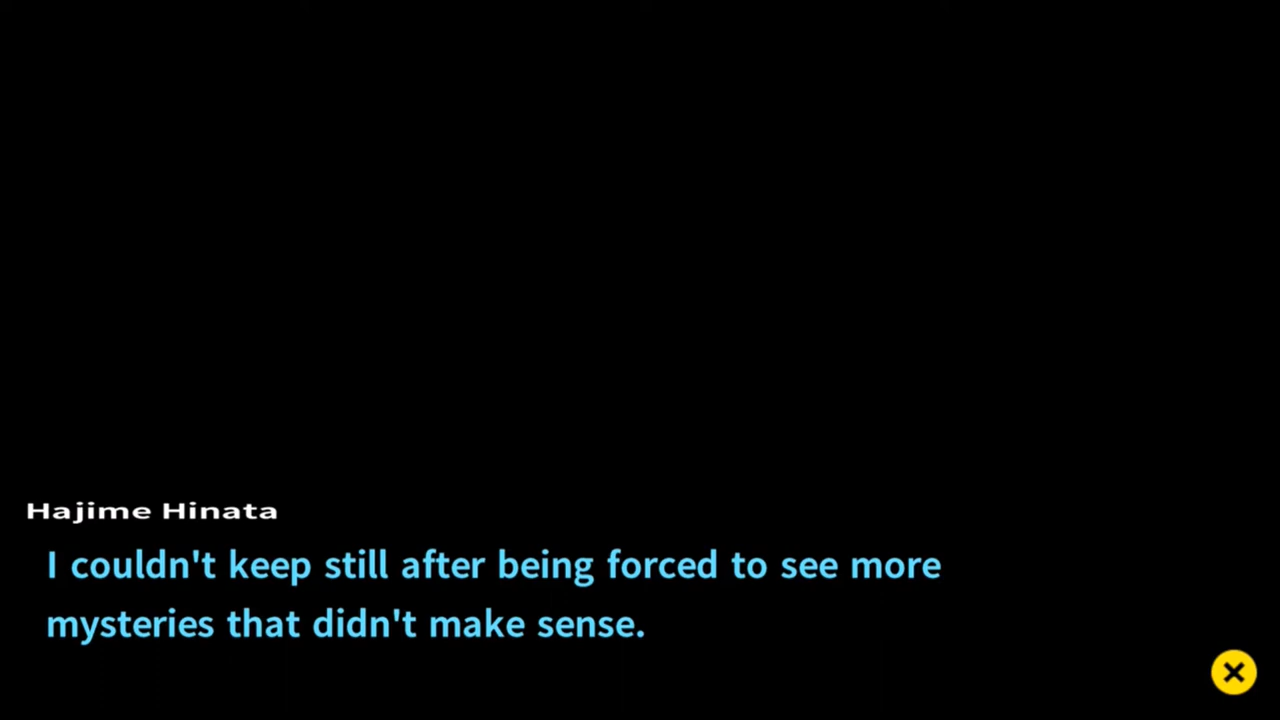 Hajime Hinata
I couldn't keep still after being forced to see more
mysteries that didn't make sense.